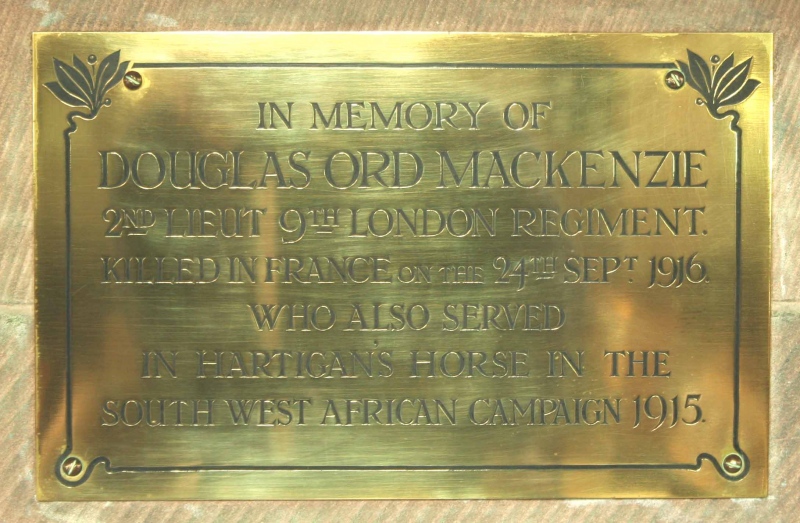 IN MEMORY OF
DOUGLAS ORD MACKENZIE
2ND LIEUT 9TH LONDON REGIMENT.
KILLED IN FRANCE ON THE 24TH SEPT. 1916.
WHO ALSO SERVED
IN HARTIGAN'S HORSE IN THE
SOUTH WEST AFRICAN CAMPAIGN 1915.